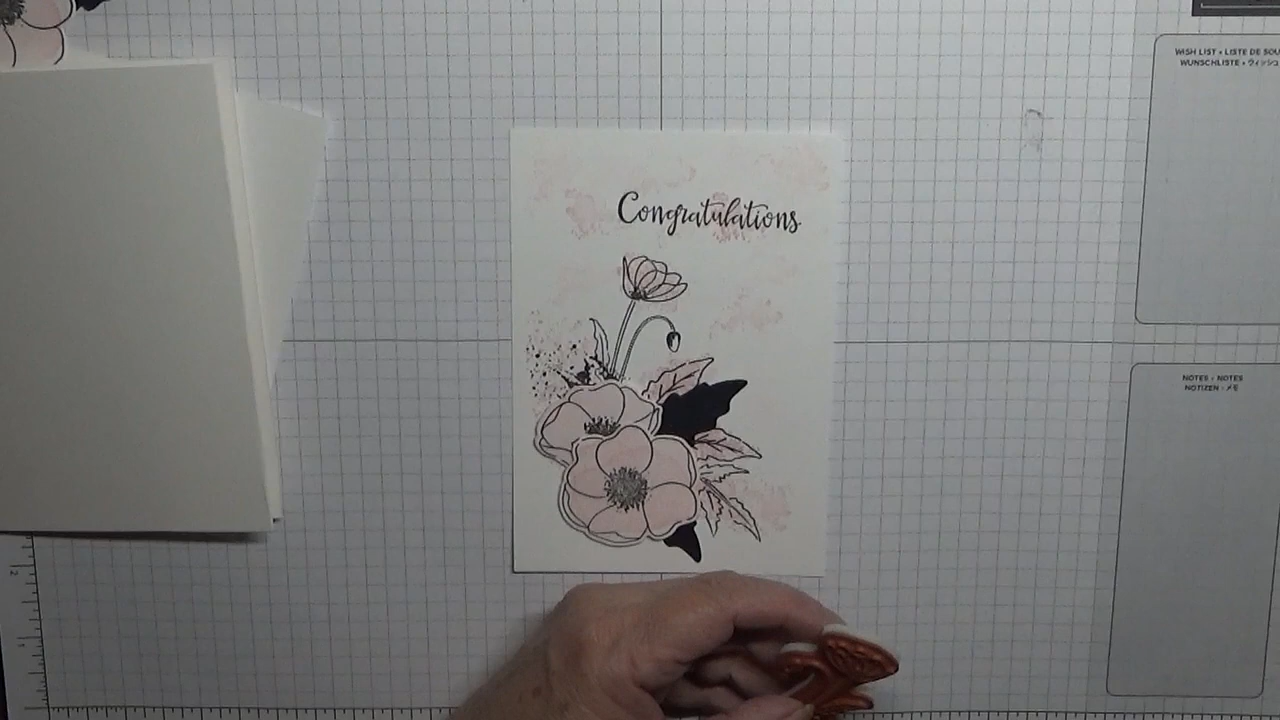 Congratulations
WISH LIST • LISTE DE SOU
WUNSCHLISTE • ウィッシュ
NOTES • NOTES
NOTIZEN • メモ